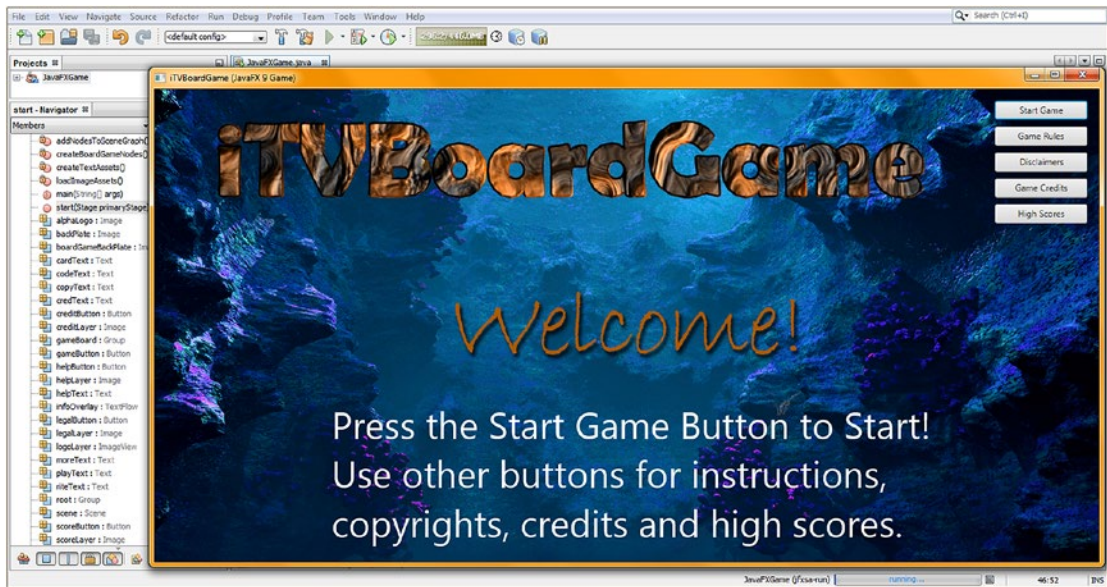 File Edit View Navigate Source Refactor Run Debug Profile Team Tools Window Help
Search (Ctrl+I)
<default config>
Projects
JavaFXGame.java
JavaFXGame
iTVBoardGame (JavaFX 9 Game)
start - Navigator
Members
addNodesToSceneGraph()
createBoardGameNodes()
createTextAssets()
loadImageAssets()
main(String[] args)
start(Stage primaryStage)
alphaLogo : Image
backPlate : Image
boardGameBackPlate : Im
cardText : Text
codeText : Text
copyText : Text
credText : Text
creditButton : Button
creditLayer : Image
gameBoard : Group
gameButton : Button
helpButton : Button
helpLayer : Image
helpText : Text
infoOverlay : TextFlow
legalButton : Button
legalLayer : Image
logoLayer : ImageView
moreText : Text
playText : Text
riteText : Text
root : Group
scene : Scene
scoreButton : Button
scoreLayer : Image
iTVBoardGame
Start Game
Game Rules
Disclaimers
Game Credits
High Scores
Welcome!
Press the Start Game Button to Start!
Use other buttons for instructions,
copyrights, credits and high scores.
JavaFXGame (jfxsa-run)
running...
46:52
INS